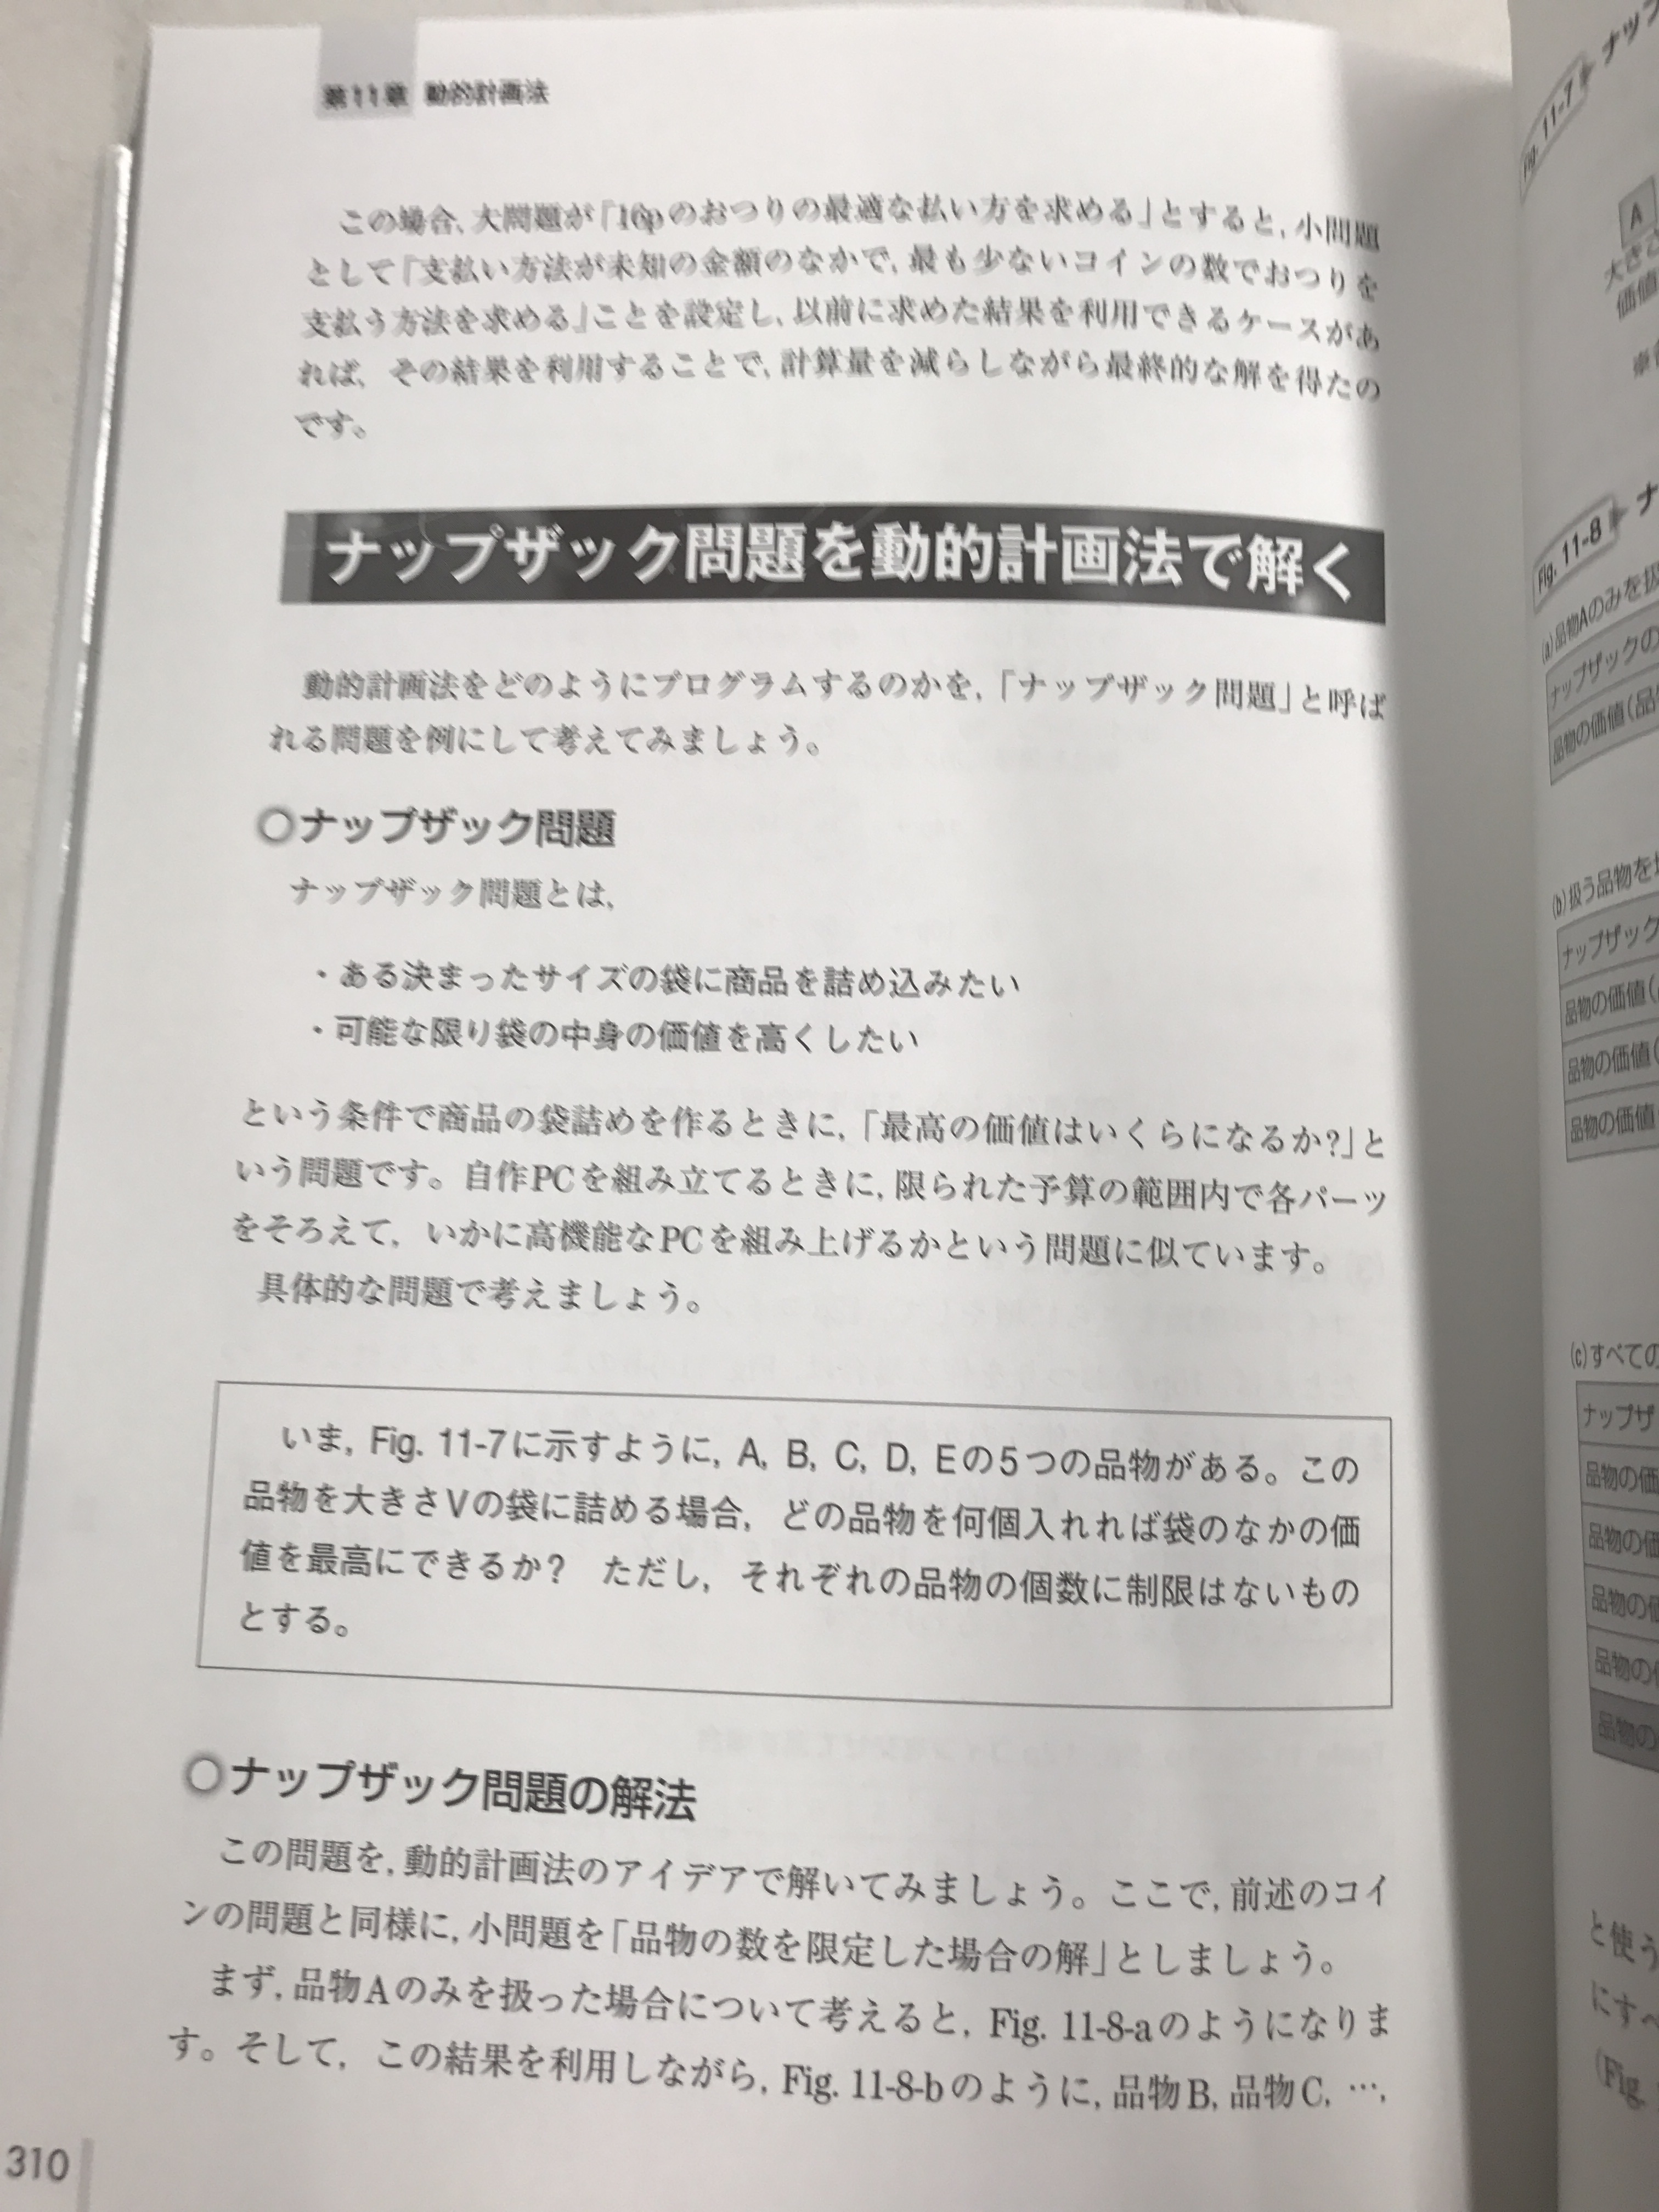 第11章 動的計画法
この場合,大問題が「16pのおつりの最適な払い方を求める」とすると,小問題
として「支払い方法が未知の金額のなかで,最も少ないコインの数でおつりを
支払う方法を求める」ことを設定し,以前に求めた結果を利用できるケースがあ
れば,その結果を利用することで,計算量を減らしながら最終的な解を得たの
です。
ナップザック問題を動的計画法で解く
動的計画法をどのようにプログラムするのかを,「ナップザック問題」と呼ば
れる問題を例にして考えてみましょう。
○ナップザック問題
ナップザック問題とは,
・ある決まったサイズの袋に商品を詰め込みたい
・可能な限り袋の中身の価値を高くしたい
という条件で商品の袋詰めを作るときに,「最高の価値はいくらになるか?」と
いう問題です。自作PCを組み立てるときに,限られた予算の範囲内で各パーツ
をそろえて,いかに高機能なPCを組み上げるかという問題に似ています。
具体的な問題で考えましょう。
いま,Fig. 11-7に示すように,A, B, C, D, Eの5つの品物がある。この
品物を大きさVの袋に詰める場合,どの品物を何個入れれば袋のなかの価
値を最高にできるか? ただし,それぞれの品物の個数に制限はないもの
とする。
○ナップザック問題の解法
この問題を,動的計画法のアイデアで解いてみましょう。ここで,前述のコイ
ンの問題と同様に,小問題を「品物の数を限定した場合の解」としましょう。
まず,品物Aのみを扱った場合について考えると,Fig. 11-8-aのようになりま
す。そして,この結果を利用しながら,Fig. 11-8-bのように,品物B,品物C,…,
310
Fig. 11-7 ナップ
A
大きさ
価値
Fig. 11-8 ナ
(a)品物Aのみを扱
ナップザックの
品物の価値(品
(b)扱う品物を
ナップザック
品物の価値(
品物の価値(
品物の価値
(c)すべての
ナップザ
品物の価
品物の価
品物の価
品物の
品物の
と使う
にすべ
(Fig.